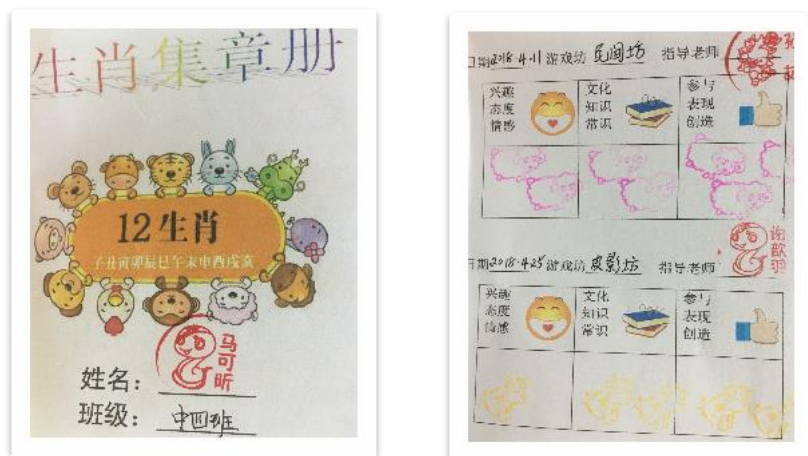 生肖集章册
12生肖
子丑寅卯辰巳午未申酉戌亥
姓名：
马可昕
班级：中四班
日期2018·4·11 游戏坊 民间坊 指导老师
兴趣 态度 情感
文化 知识 常识
参与 表现 创造
谢歆羽
日期2018·4·25 游戏坊 皮影坊 指导老师
兴趣 态度 情感
文化 知识 常识
参与 表现 创造